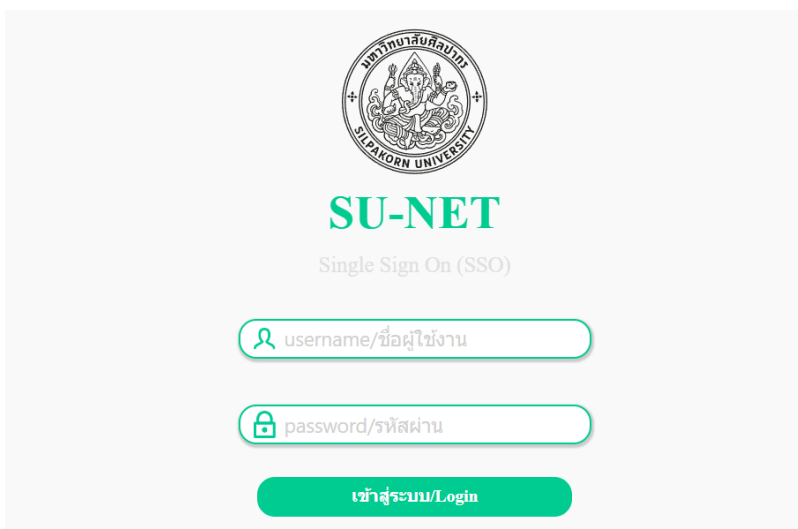 มหาวิทยาลัยศิลปากร
SILPAKORN UNIVERSITY
SU-NET
Single Sign On (SSO)
username/ชื่อผู้ใช้งาน
password/รหัสผ่าน
เข้าสู่ระบบ/Login